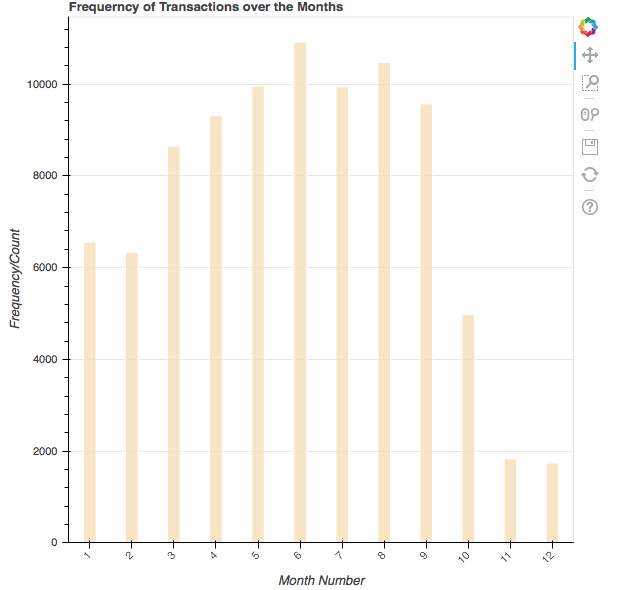 Frequerncy of Transactions over the Months
10000
8000
6000
4000
2000
0
Frequency/Count
1 2 3 4 5 6 7 8 9 10 11 12
Month Number